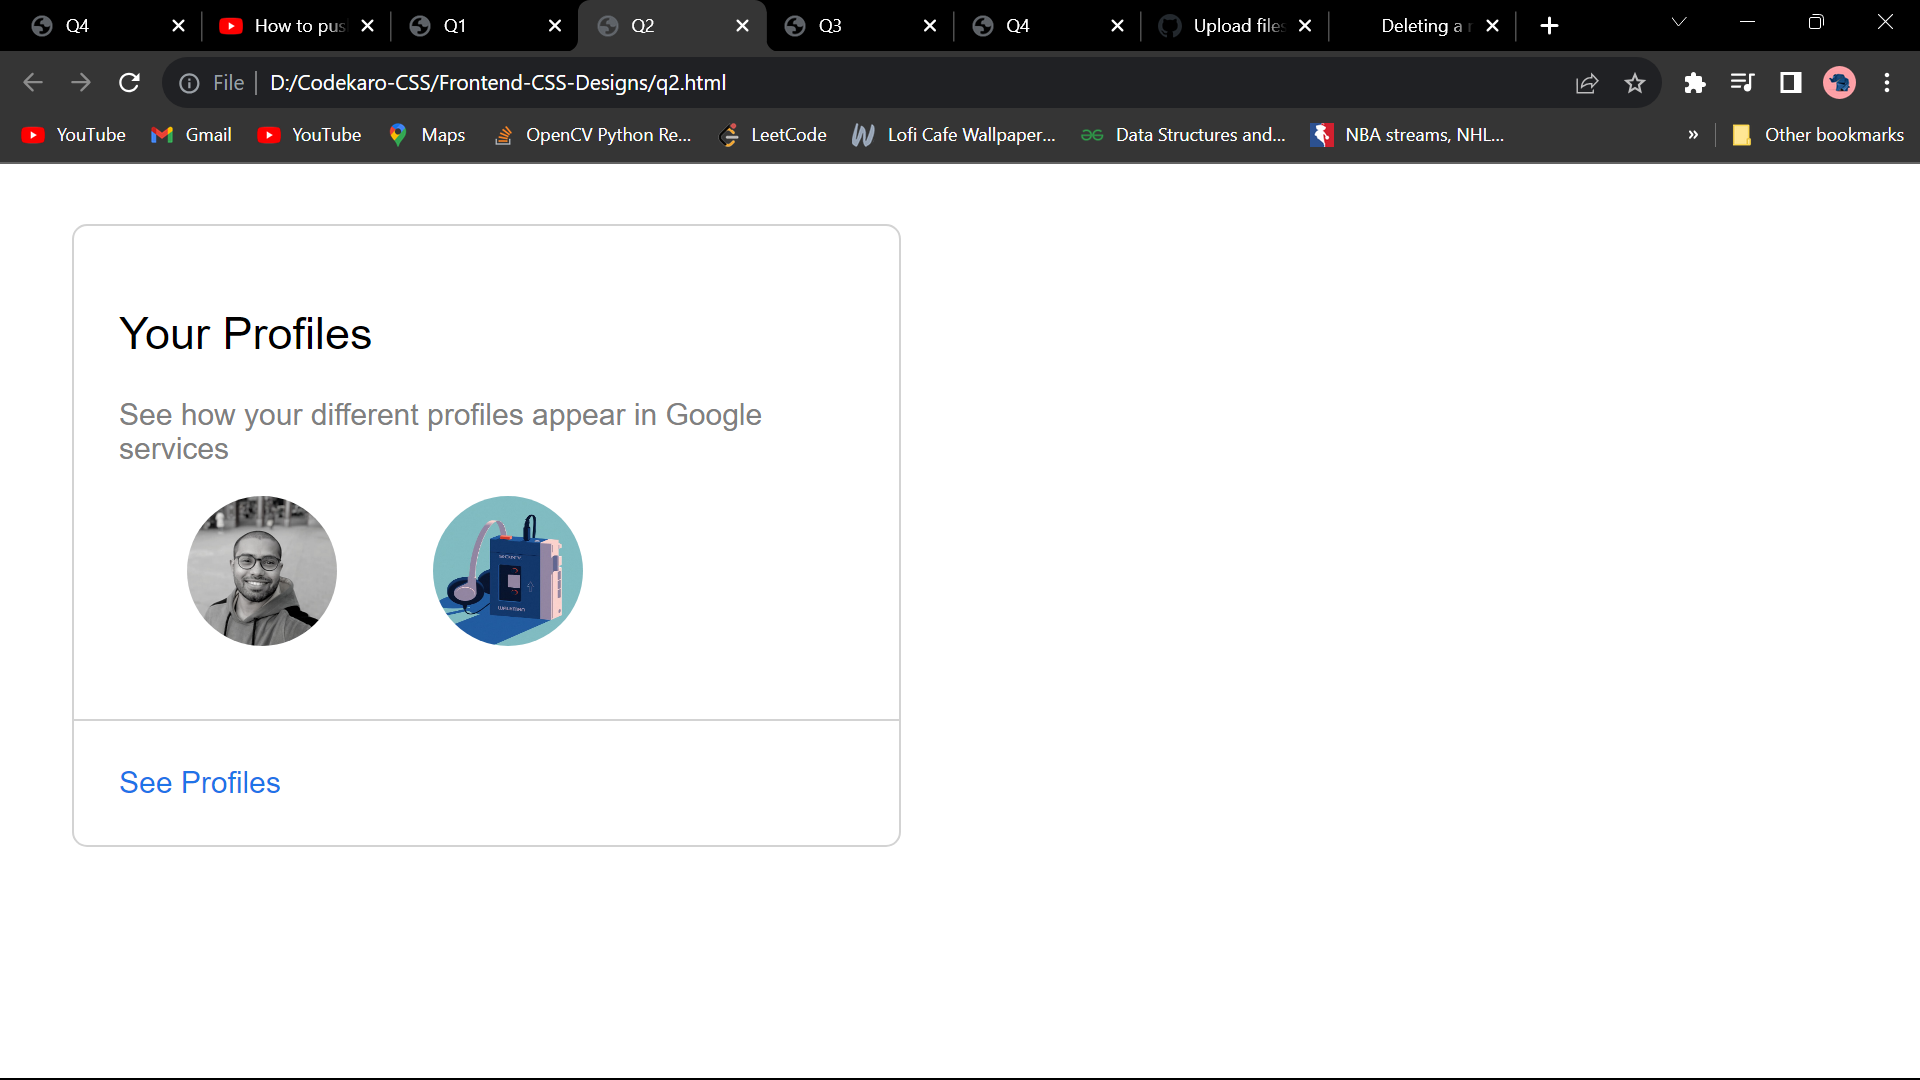 Q4
How to pus
Q1
Q2
Q3
Q4
Upload files
Deleting a r
File
D:/Codekaro-CSS/Frontend-CSS-Designs/q2.html
YouTube
Gmail
YouTube
Maps
OpenCV Python Re...
LeetCode
Lofi Cafe Wallpaper...
Data Structures and...
NBA streams, NHL...
»
Other bookmarks
Your Profiles
See how your different profiles appear in Google
services
See Profiles